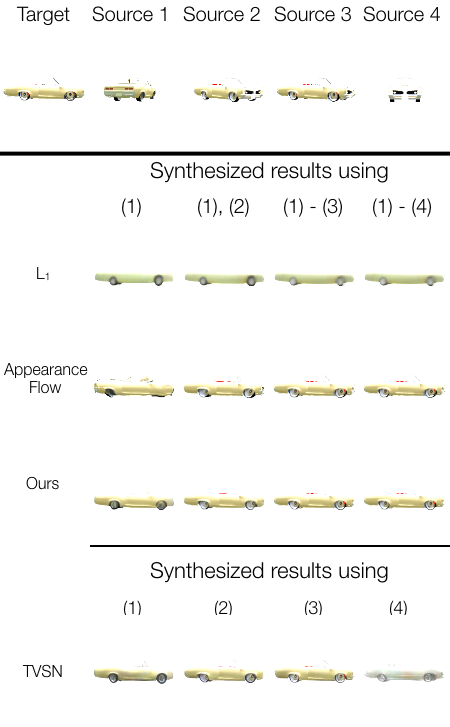 Target Source 1 Source 2 Source 3 Source 4
Synthesized results using
(1) (1), (2) (1) - (3) (1) - (4)
L₁
Appearance
Flow
Ours
Synthesized results using
(1) (2) (3) (4)
TVSN